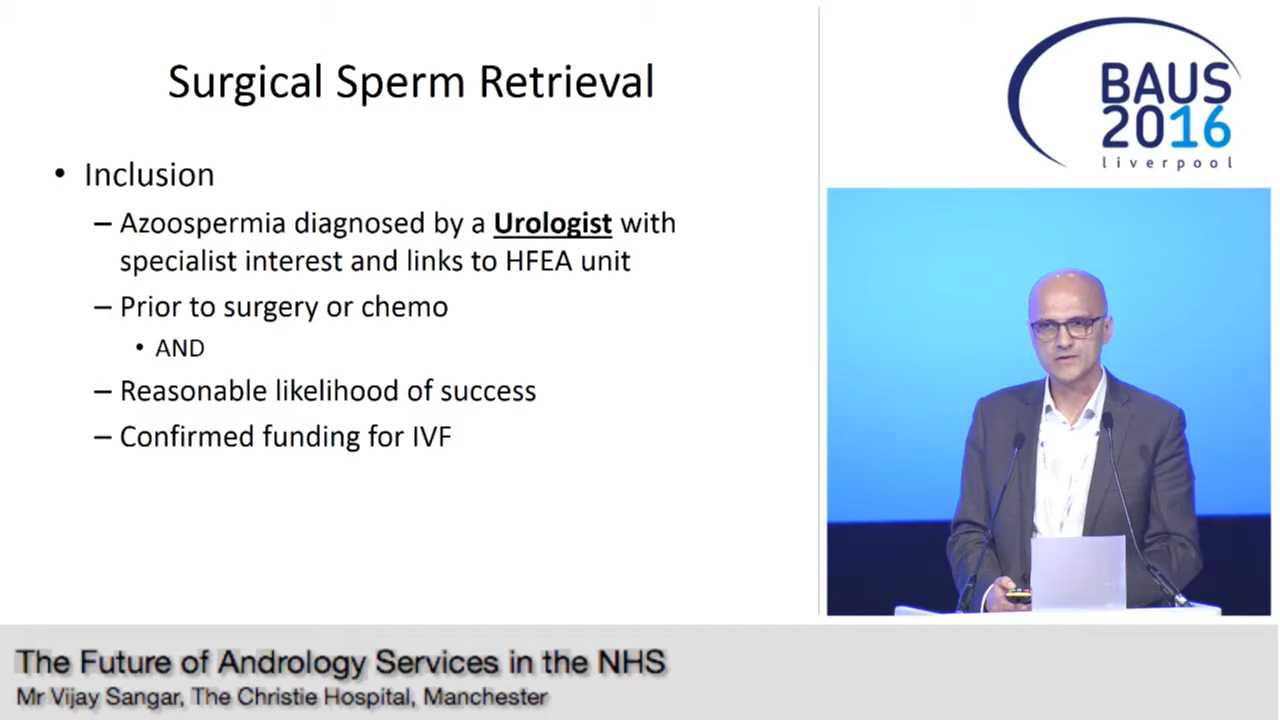 Surgical Sperm Retrieval
• Inclusion
– Azoospermia diagnosed by a Urologist with
specialist interest and links to HFEA unit
– Prior to surgery or chemo
• AND
– Reasonable likelihood of success
– Confirmed funding for IVF
BAUS
2016
liverpool
The Future of Andrology Services in the NHS
Mr Vijay Sangar, The Christie Hospital, Manchester